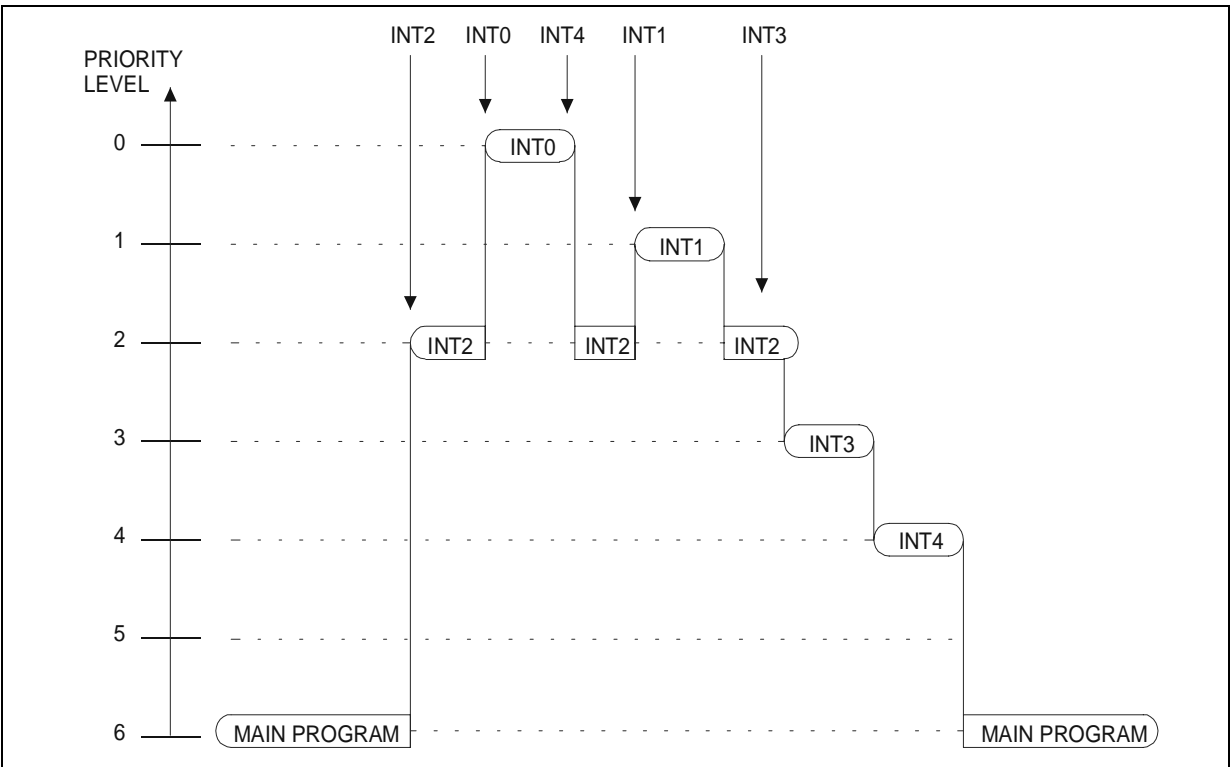 INT2 INT0 INT4 INT1 INT3
PRIORITY
LEVEL
0
INT0
1
INT1
2
INT2 INT2 INT2
3
INT3
4
INT4
5
6
MAIN PROGRAM MAIN PROGRAM